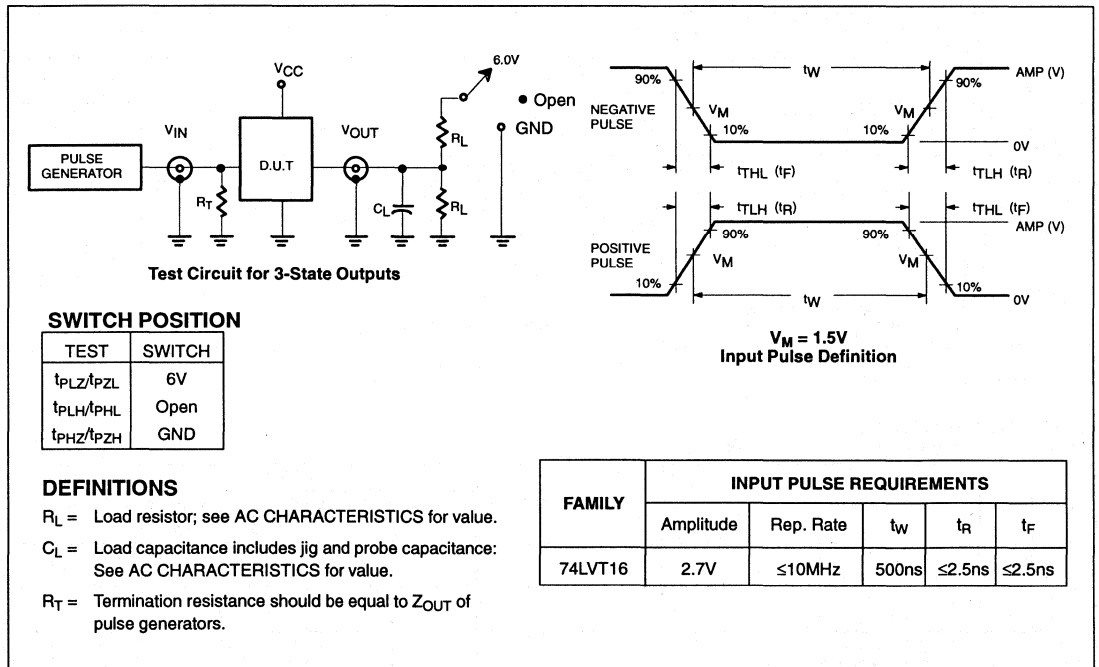 PULSE
GENERATOR
VIN
RT
VCC
D.U.T
VOUT
CL
RL
RL
6.0V
Open
GND
Test Circuit for 3-State Outputs
90%
tW
90%
AMP (V)
NEGATIVE
PULSE
VM
VM
10%
10%
0V
tTHL (tF)
tTLH (tR)
tTLH (tR)
tTHL (tF)
AMP (V)
90%
90%
POSITIVE
PULSE
VM
VM
10%
10%
tW
0V
VM = 1.5V
Input Pulse Definition
SWITCH POSITION
TEST SWITCH
tPLZ/tPZL 6V
tPLH/tPHL Open
tPHZ/tPZH GND
DEFINITIONS
RL = Load resistor; see AC CHARACTERISTICS for value.
CL = Load capacitance includes jig and probe capacitance:
See AC CHARACTERISTICS for value.
RT = Termination resistance should be equal to ZOUT of
pulse generators.
FAMILY
INPUT PULSE REQUIREMENTS
Amplitude Rep. Rate tW tR tF
74LVT16 2.7V ≤10MHz 500ns ≤2.5ns ≤2.5ns